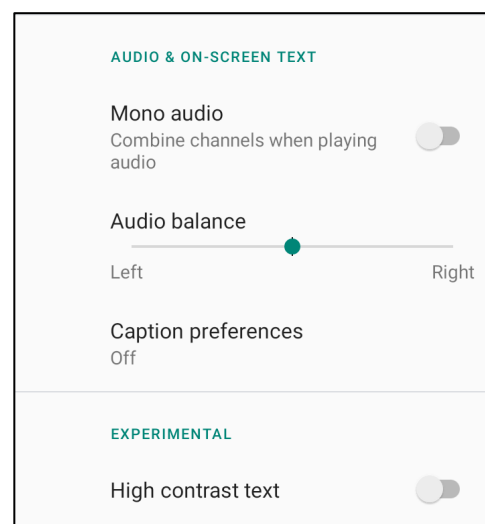 AUDIO & ON-SCREEN TEXT
Mono audio
Combine channels when playing
audio
Audio balance
Left Right
Caption preferences
Off
EXPERIMENTAL
High contrast text